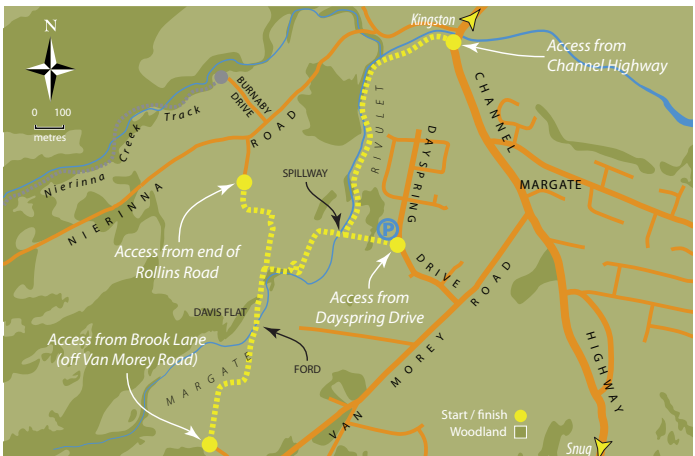 Kingston
N
Access from
Channel Highway
0 100
metres
BURNABY
DRIVE
Nierinna Creek Track
NIERINNA ROAD
RIVULET
DAYSPRING
CHANNEL
SPILLWAY
MARGATE
P
Access from end of
Rollins Road
DRIVE
Access from
Dayspring Drive
DAVIS FLAT
Access from Brook Lane
(off Van Morey Road)
FORD
MARGATE
VAN MOREY ROAD
HIGHWAY
Start / finish
Woodland
Snug